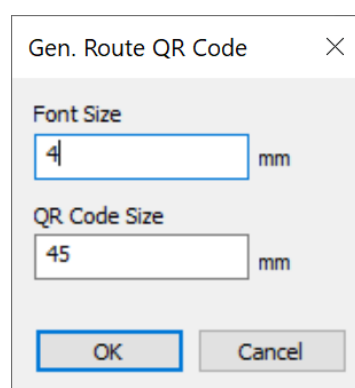 Gen. Route QR Code
Font Size
4 mm
QR Code Size
45 mm
OK Cancel